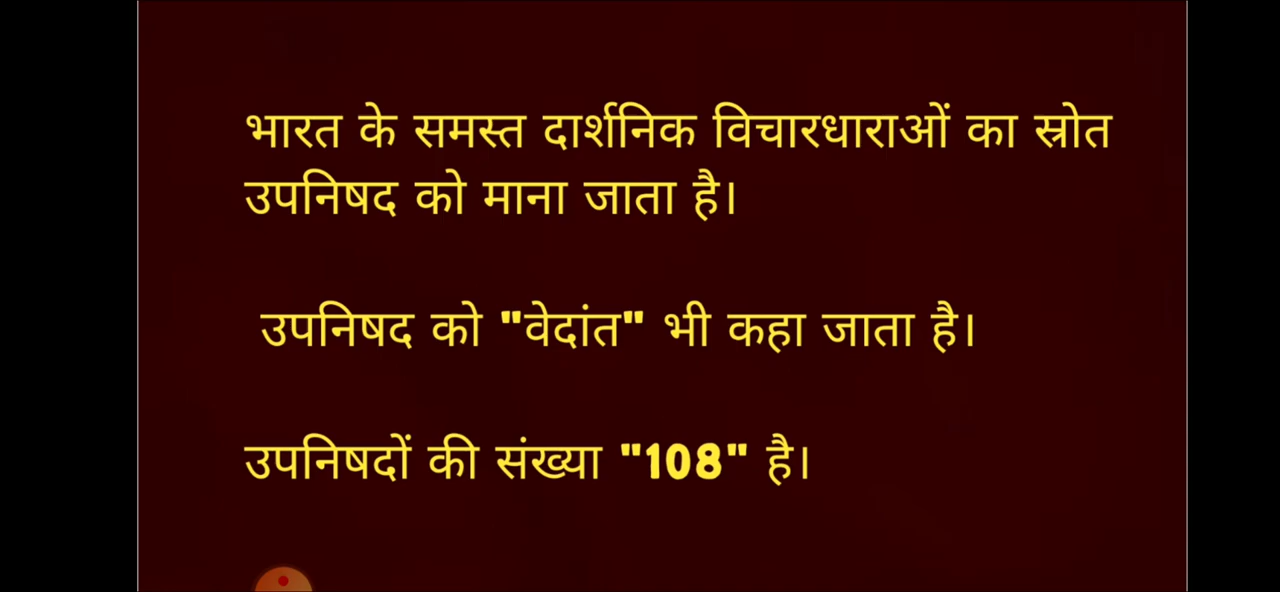 भारत के समस्त दार्शनिक विचारधाराओं का स्रोत
उपनिषद को माना जाता है।
उपनिषद को "वेदांत" भी कहा जाता है।
उपनिषदों की संख्या "108" है।